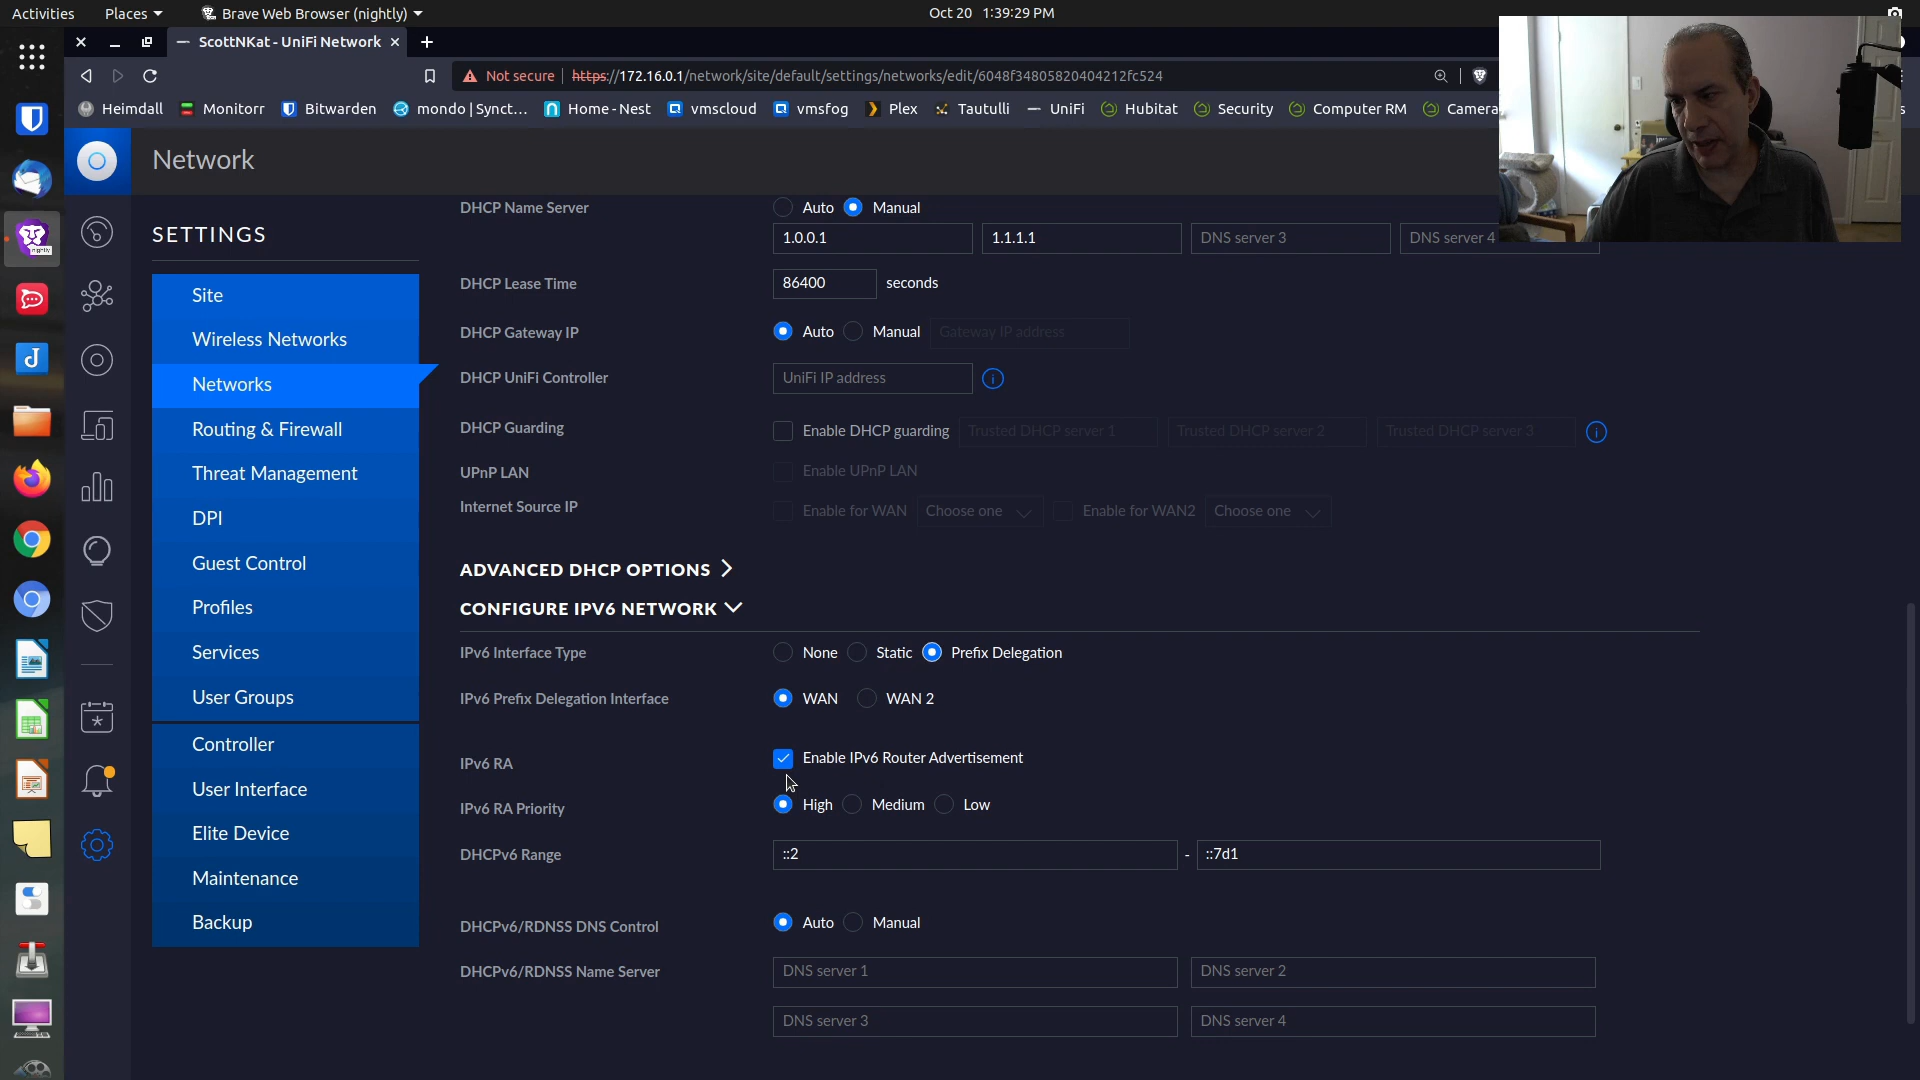 Activities Places Brave Web Browser (nightly) Oct 20 1:39:29 PM
ScottNKat - UniFi Network
Not secure https://172.16.0.1/network/site/default/settings/networks/edit/6048f34805820404212fc524
Heimdall Monitorr Bitwarden mondo | Synct... Home - Nest vmscloud vmsfog Plex Tautulli UniFi Hubitat Security Computer RM Camera
Network
SETTINGS
Site
Wireless Networks
Networks
Routing & Firewall
Threat Management
DPI
Guest Control
Profiles
Services
User Groups
Controller
User Interface
Elite Device
Maintenance
Backup
DHCP Name Server Auto Manual
1.0.0.1 1.1.1.1 DNS server 3 DNS server 4
DHCP Lease Time 86400 seconds
DHCP Gateway IP Auto Manual Gateway IP address
DHCP UniFi Controller UniFi IP address
DHCP Guarding Enable DHCP guarding Trusted DHCP server 1 Trusted DHCP server 2 Trusted DHCP server 3
UPnP LAN Enable UPnP LAN
Internet Source IP Enable for WAN Choose one Enable for WAN2 Choose one
ADVANCED DHCP OPTIONS
CONFIGURE IPV6 NETWORK
IPv6 Interface Type None Static Prefix Delegation
IPv6 Prefix Delegation Interface WAN WAN 2
IPv6 RA Enable IPv6 Router Advertisement
IPv6 RA Priority High Medium Low
DHCPv6 Range ::2 - ::7d1
DHCPv6/RDNSS DNS Control Auto Manual
DHCPv6/RDNSS Name Server DNS server 1 DNS server 2
DNS server 3 DNS server 4